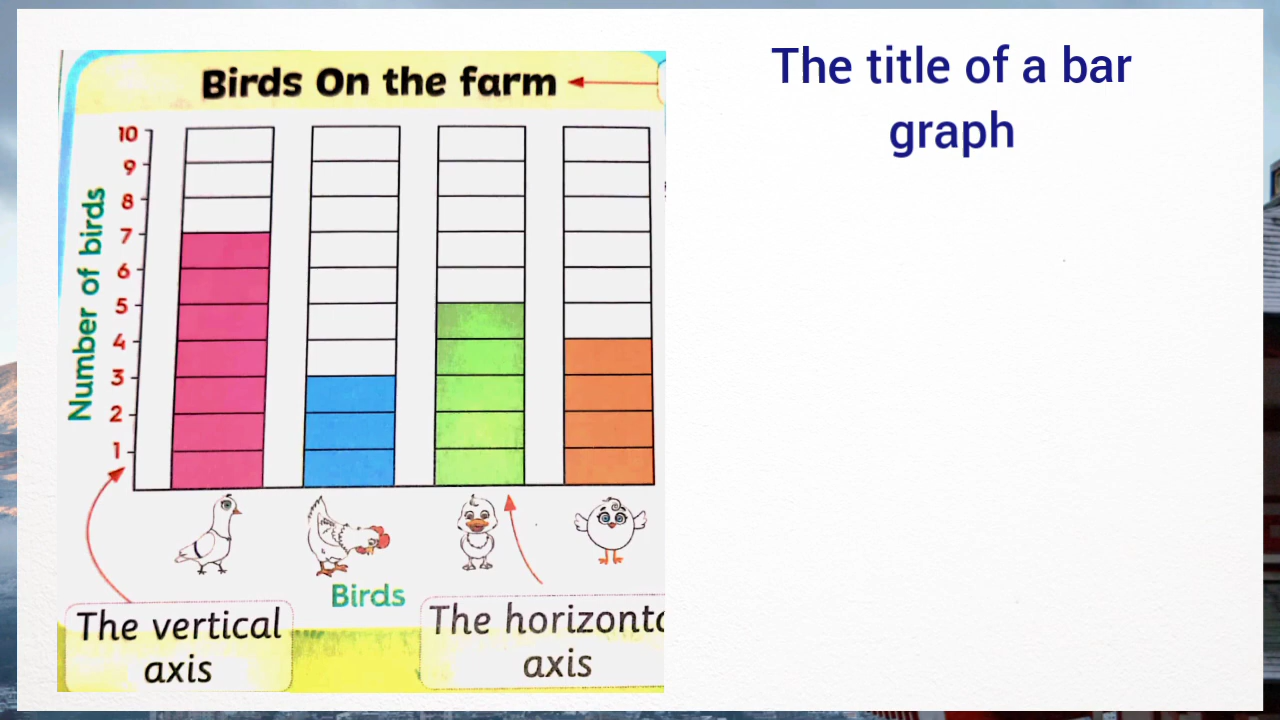 The title of a bar
graph
Birds On the farm
10
9
8
7
6
5
4
3
2
1
Number of birds
Birds
The vertical
axis
The horizont
axis